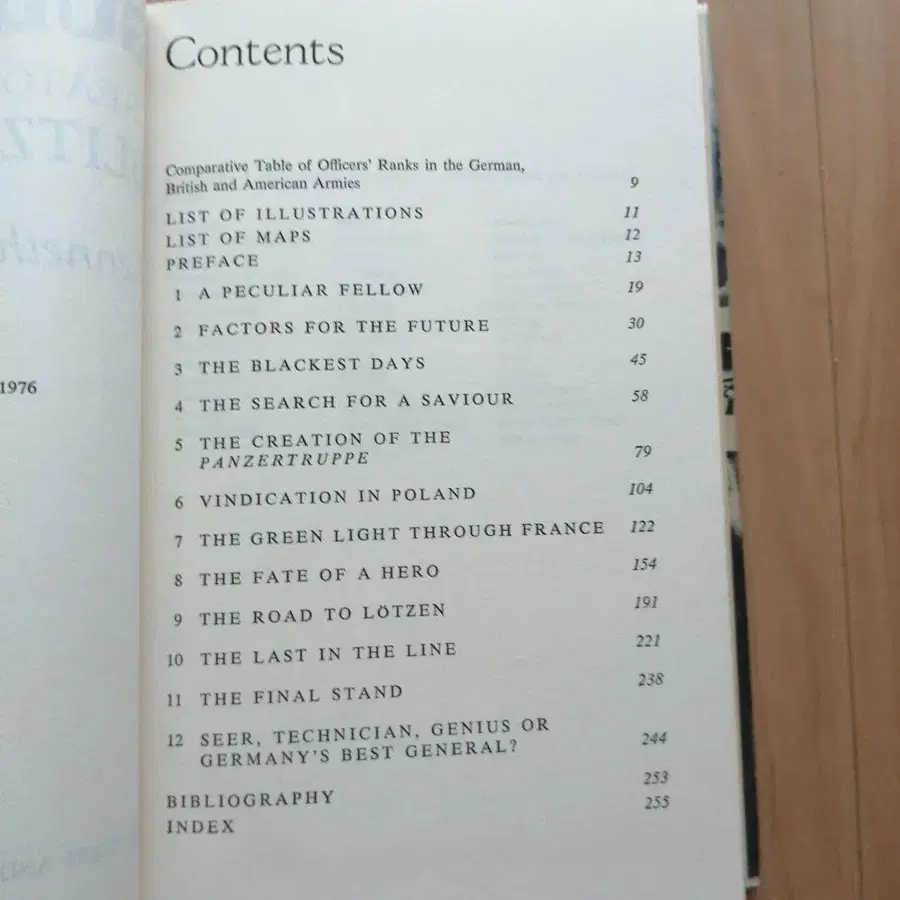 1976
Contents
Comparative Table of Officers' Ranks in the German,
British and American Armies 9
LIST OF ILLUSTRATIONS 11
LIST OF MAPS 12
PREFACE 13
1 A PECULIAR FELLOW 19
2 FACTORS FOR THE FUTURE 30
3 THE BLACKEST DAYS 45
4 THE SEARCH FOR A SAVIOUR 58
5 THE CREATION OF THE
PANZERTRUPPE 79
6 VINDICATION IN POLAND 104
7 THE GREEN LIGHT THROUGH FRANCE 122
8 THE FATE OF A HERO 154
9 THE ROAD TO LÖTZEN 191
10 THE LAST IN THE LINE 221
11 THE FINAL STAND 238
12 SEER, TECHNICIAN, GENIUS OR
GERMANY'S BEST GENERAL? 244
BIBLIOGRAPHY 253
INDEX 255